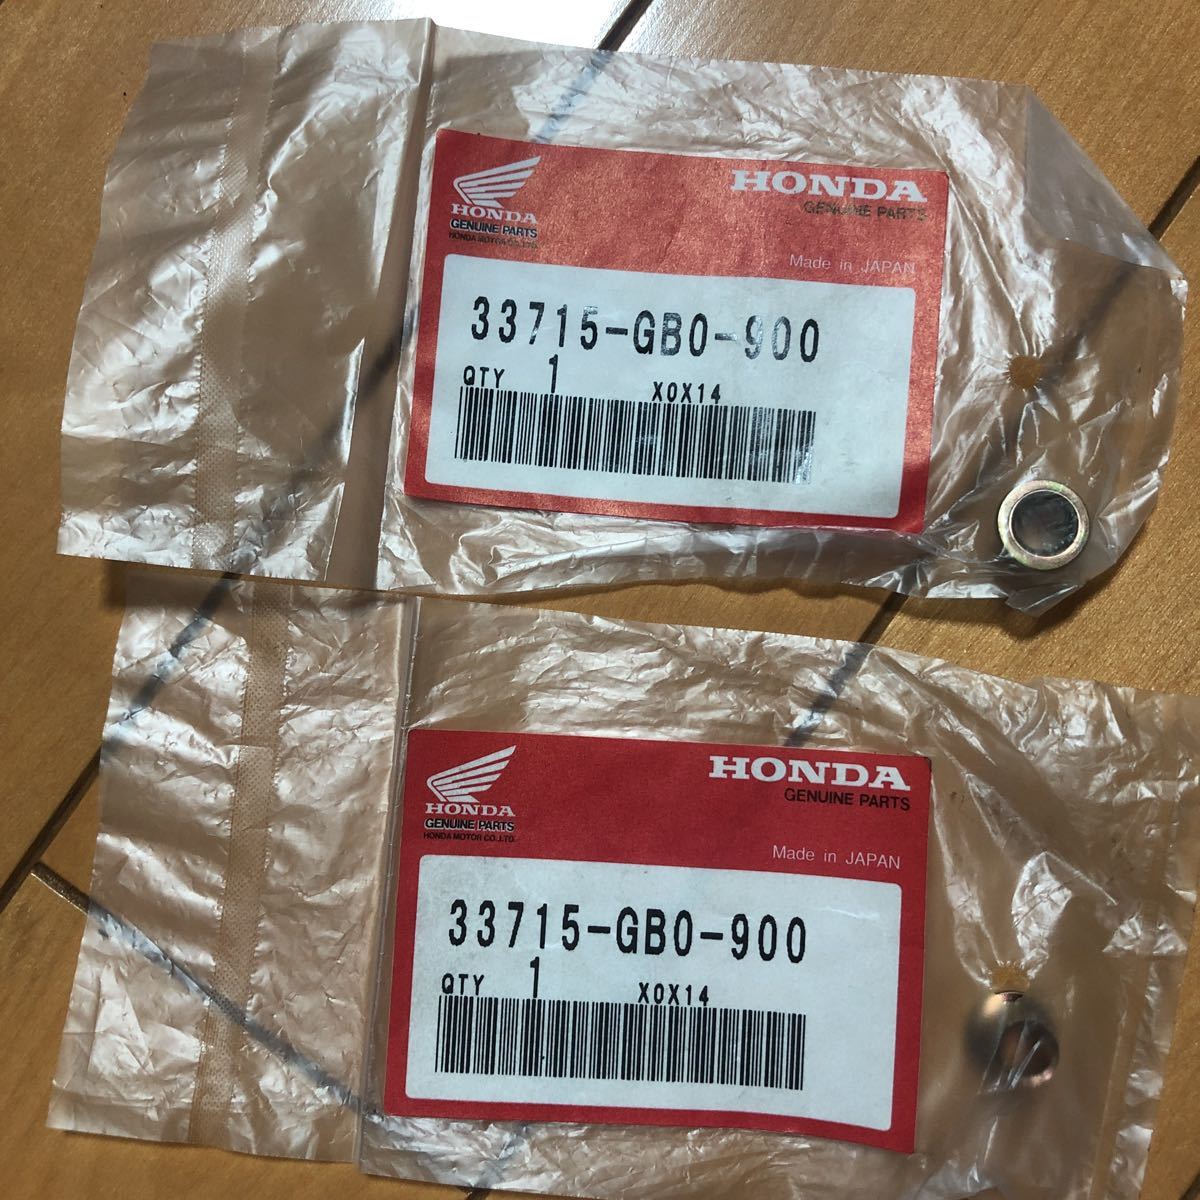 HONDA
GENUINE PARTS
HONDA MOTOR CO.,LTD.
HONDA
GENUINE PARTS
Made in JAPAN
33715-GB0-900
QTY 1 X0X14
HONDA
GENUINE PARTS
HONDA MOTOR CO.,LTD.
HONDA
GENUINE PARTS
Made in JAPAN
33715-GB0-900
QTY 1 X0X14